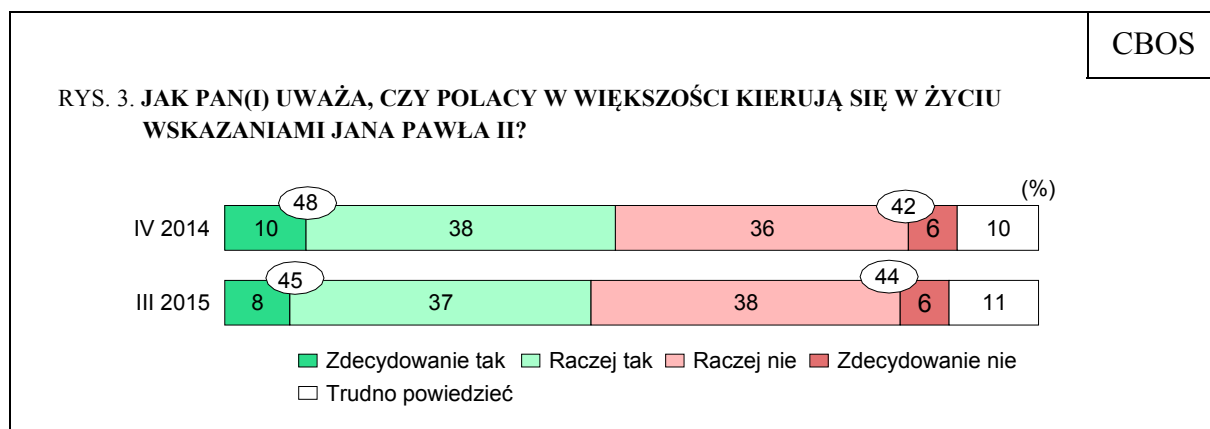 CBOS
RYS. 3. JAK PAN(I) UWAŻA, CZY POLACY W WIĘKSZOŚCI KIERUJĄ SIĘ W ŻYCIU
WSKAZANIAMI JANA PAWŁA II?
(%)
48 42
IV 2014 10 38 36 6 10
45 44
III 2015 8 37 38 6 11
Zdecydowanie tak Raczej tak Raczej nie Zdecydowanie nie
Trudno powiedzieć